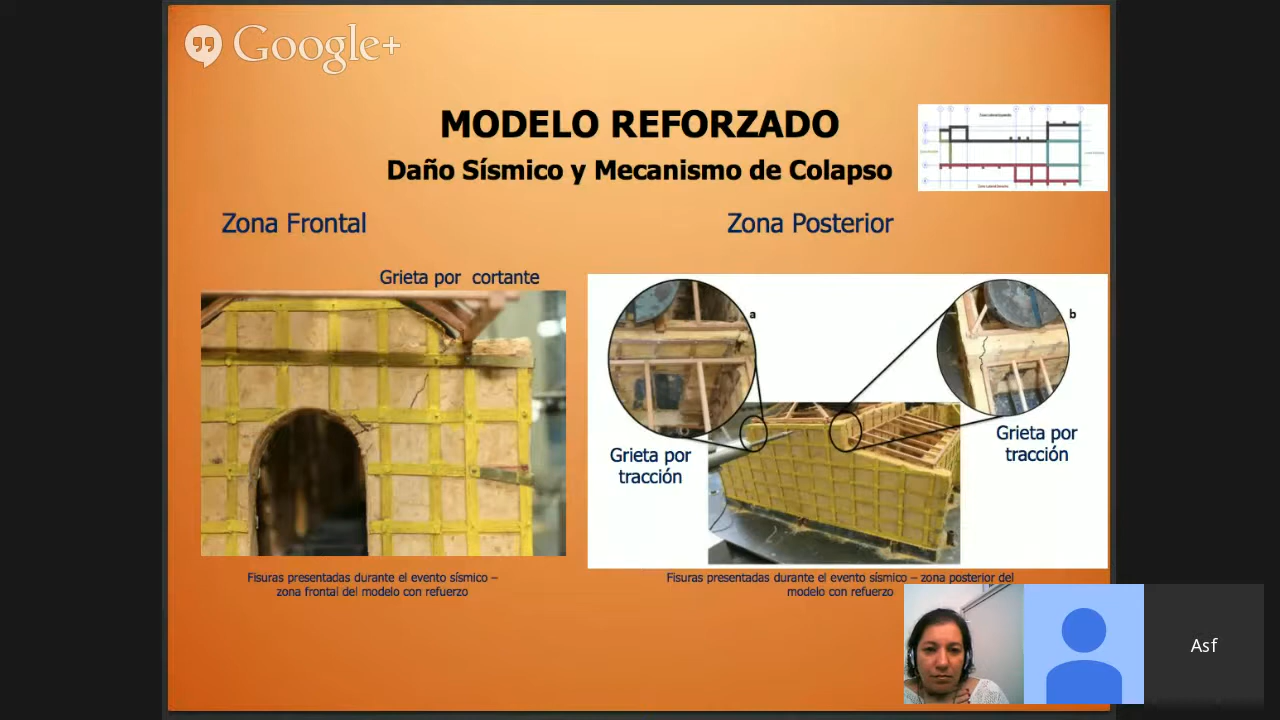 Google+
MODELO REFORZADO
Daño Sísmico y Mecanismo de Colapso
Zona Frontal
Zona Posterior
Grieta por cortante
a
b
Grieta por
tracción
Grieta por
tracción
Fisuras presentadas durante el evento sísmico –
zona frontal del modelo con refuerzo
Fisuras presentadas durante el evento sísmico – zona posterior del
modelo con refuerzo
Asf